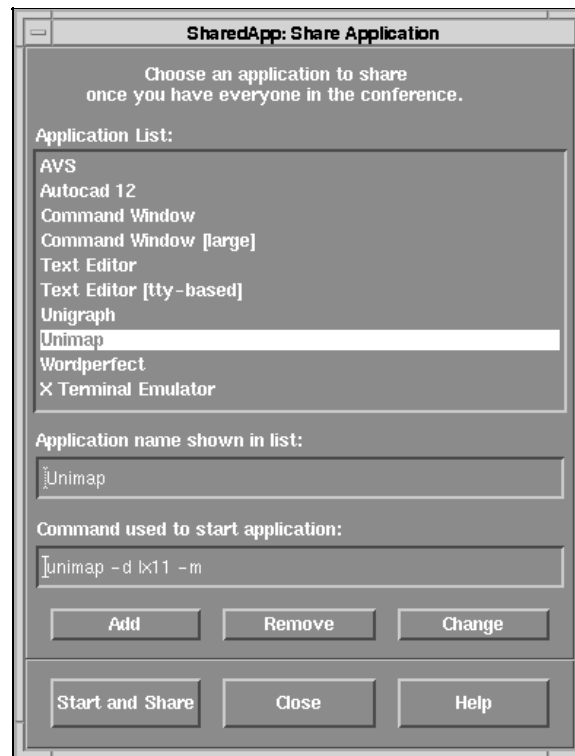 SharedApp: Share Application
Choose an application to share
once you have everyone in the conference.
Application List:
AVS
Autocad 12
Command Window
Command Window [large]
Text Editor
Text Editor [tty-based]
Unigraph
Unimap
Wordperfect
X Terminal Emulator
Application name shown in list:
Unimap
Command used to start application:
unimap -d lx11 -m
Add Remove Change
Start and Share Close Help